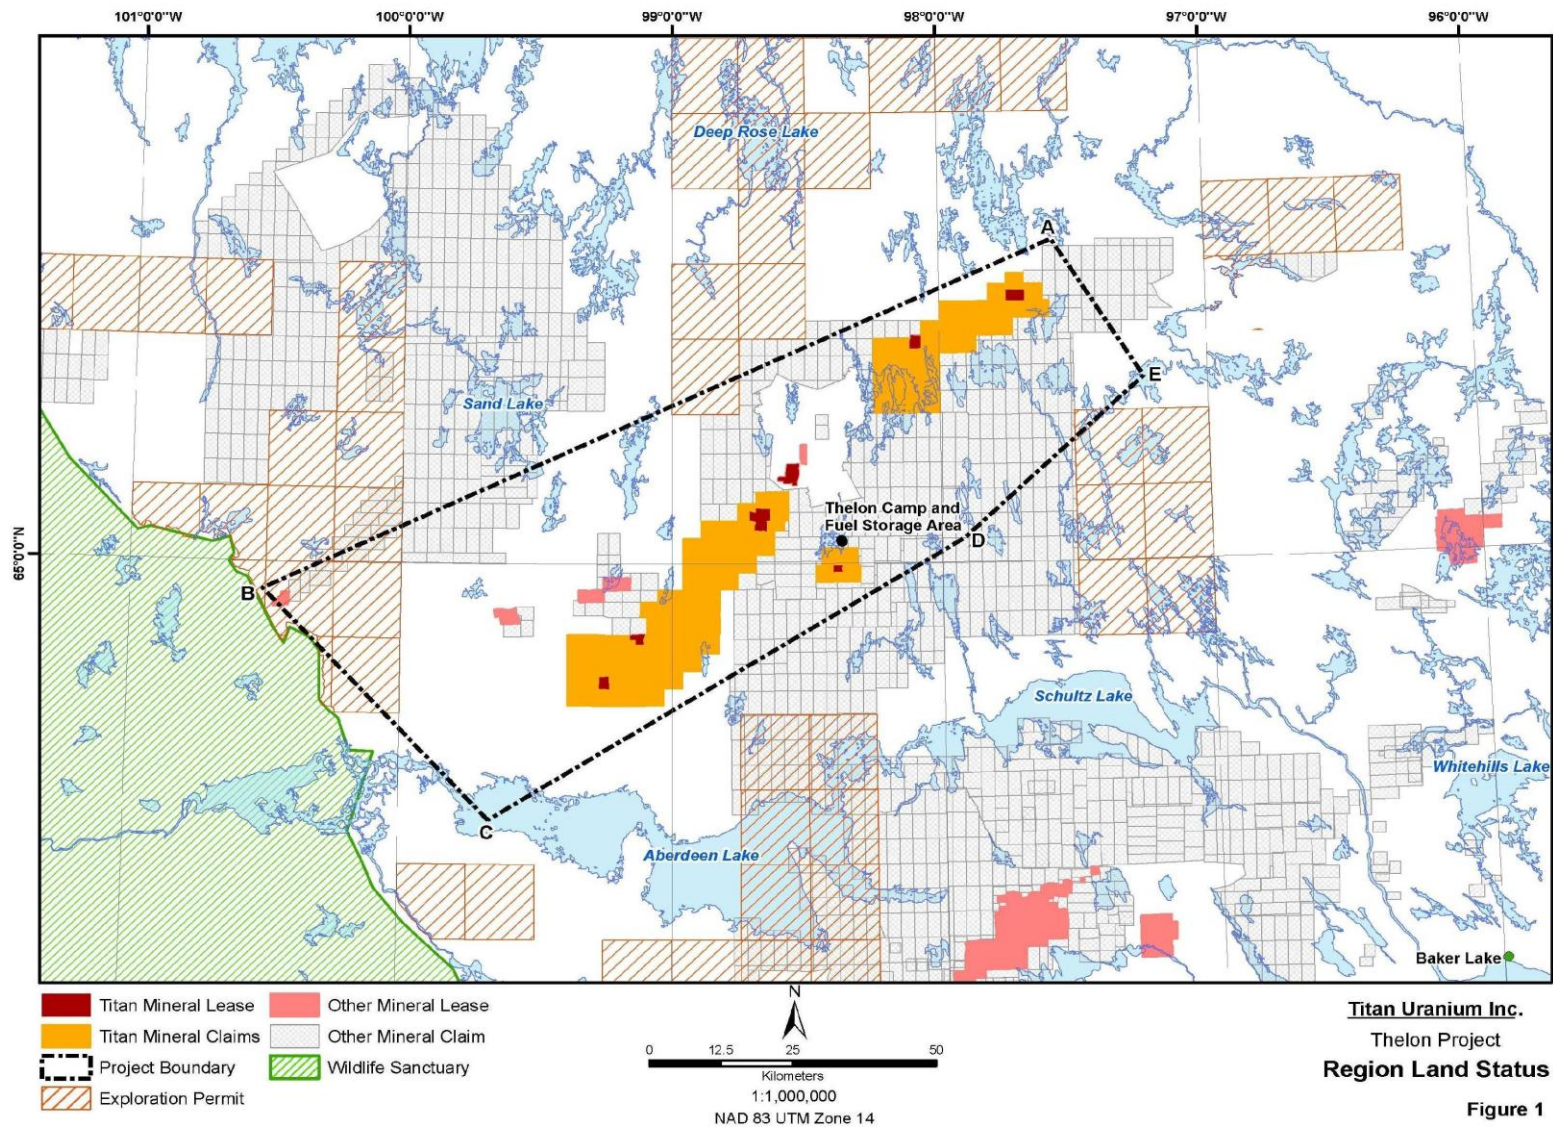 101°0'0"W 100°0'0"W 99°0'0"W 98°0'0"W 97°0'0"W 96°0'0"W
Deep Rose Lake
A
E
Sand Lake
Thelon Camp and
Fuel Storage Area
D
65°0'0"N
B
Schultz Lake
Whitehills Lake
C
Aberdeen Lake
Baker Lake
Titan Mineral Lease
Titan Mineral Claims
Project Boundary
Exploration Permit
Other Mineral Lease
Other Mineral Claim
Wildlife Sanctuary
N
0 12.5 25 50
Kilometers
1:1,000,000
NAD 83 UTM Zone 14
Titan Uranium Inc.
Thelon Project
Region Land Status
Figure 1